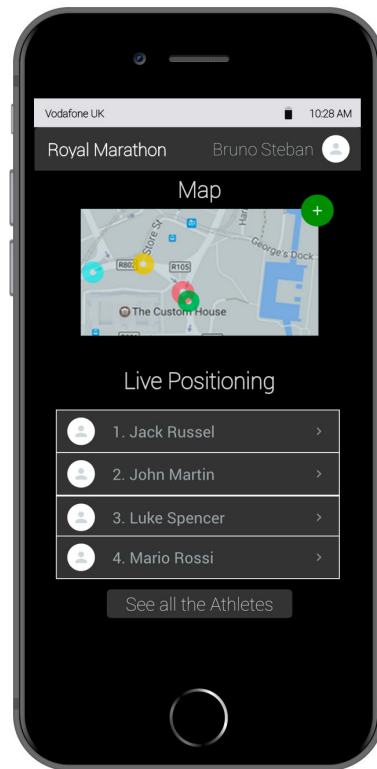 Vodafone UK 10:28 AM
Royal Marathon Bruno Steban
Map
+
Store St
George's Dock
R105
The Custom House
Live Positioning
1. Jack Russel
2. John Martin
3. Luke Spencer
4. Mario Rossi
See all the Athletes